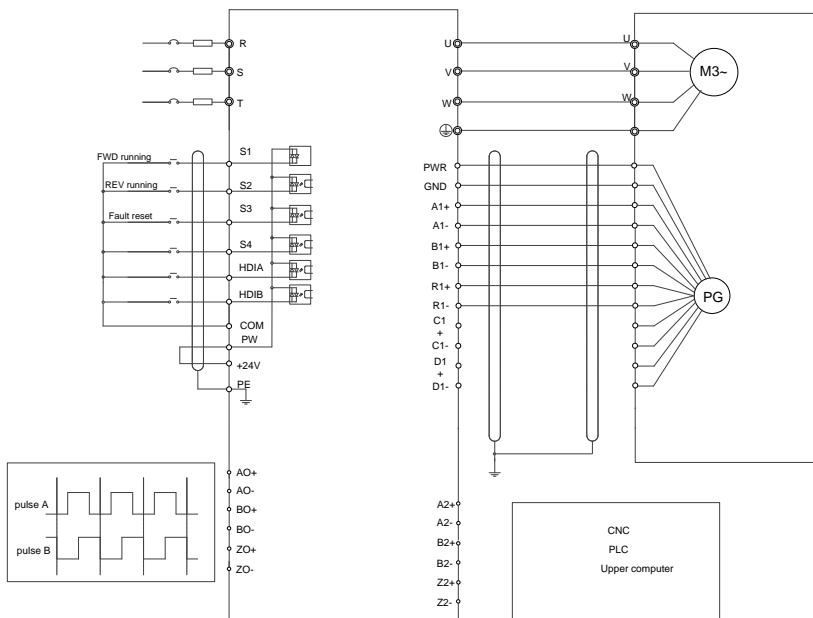 R
S
T
FWD running
REV running
Fault reset
S1
S2
S3
S4
HDIA
HDIB
COM
PW
+24V
PE
pulse A
pulse B
AO+
AO-
BO+
BO-
ZO+
ZO-
U
V
W
PWR
GND
A1+
A1-
B1+
B1-
R1+
R1-
C1
+
C1-
D1
+
D1-
A2+
A2-
B2+
B2-
Z2+
Z2-
U
V
W
M3~
PG
CNC
PLC
Upper computer